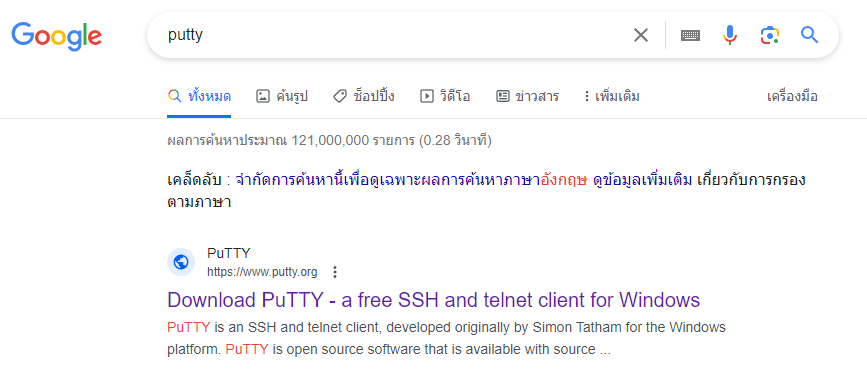 Google
putty
ทั้งหมด ค้นรูป ช็อปปิ้ง วิดีโอ ข่าวสาร เพิ่มเติม เครื่องมือ
ผลการค้นหาประมาณ 121,000,000 รายการ (0.28 วินาที)
เคล็ดลับ : จำกัดการค้นหานี้เพื่อดูเฉพาะผลการค้นหาภาษาอังกฤษ ดูข้อมูลเพิ่มเติม เกี่ยวกับการกรอง
ตามภาษา
PuTTY
https://www.putty.org
Download PuTTY - a free SSH and telnet client for Windows
PuTTY is an SSH and telnet client, developed originally by Simon Tatham for the Windows
platform. PuTTY is open source software that is available with source ...